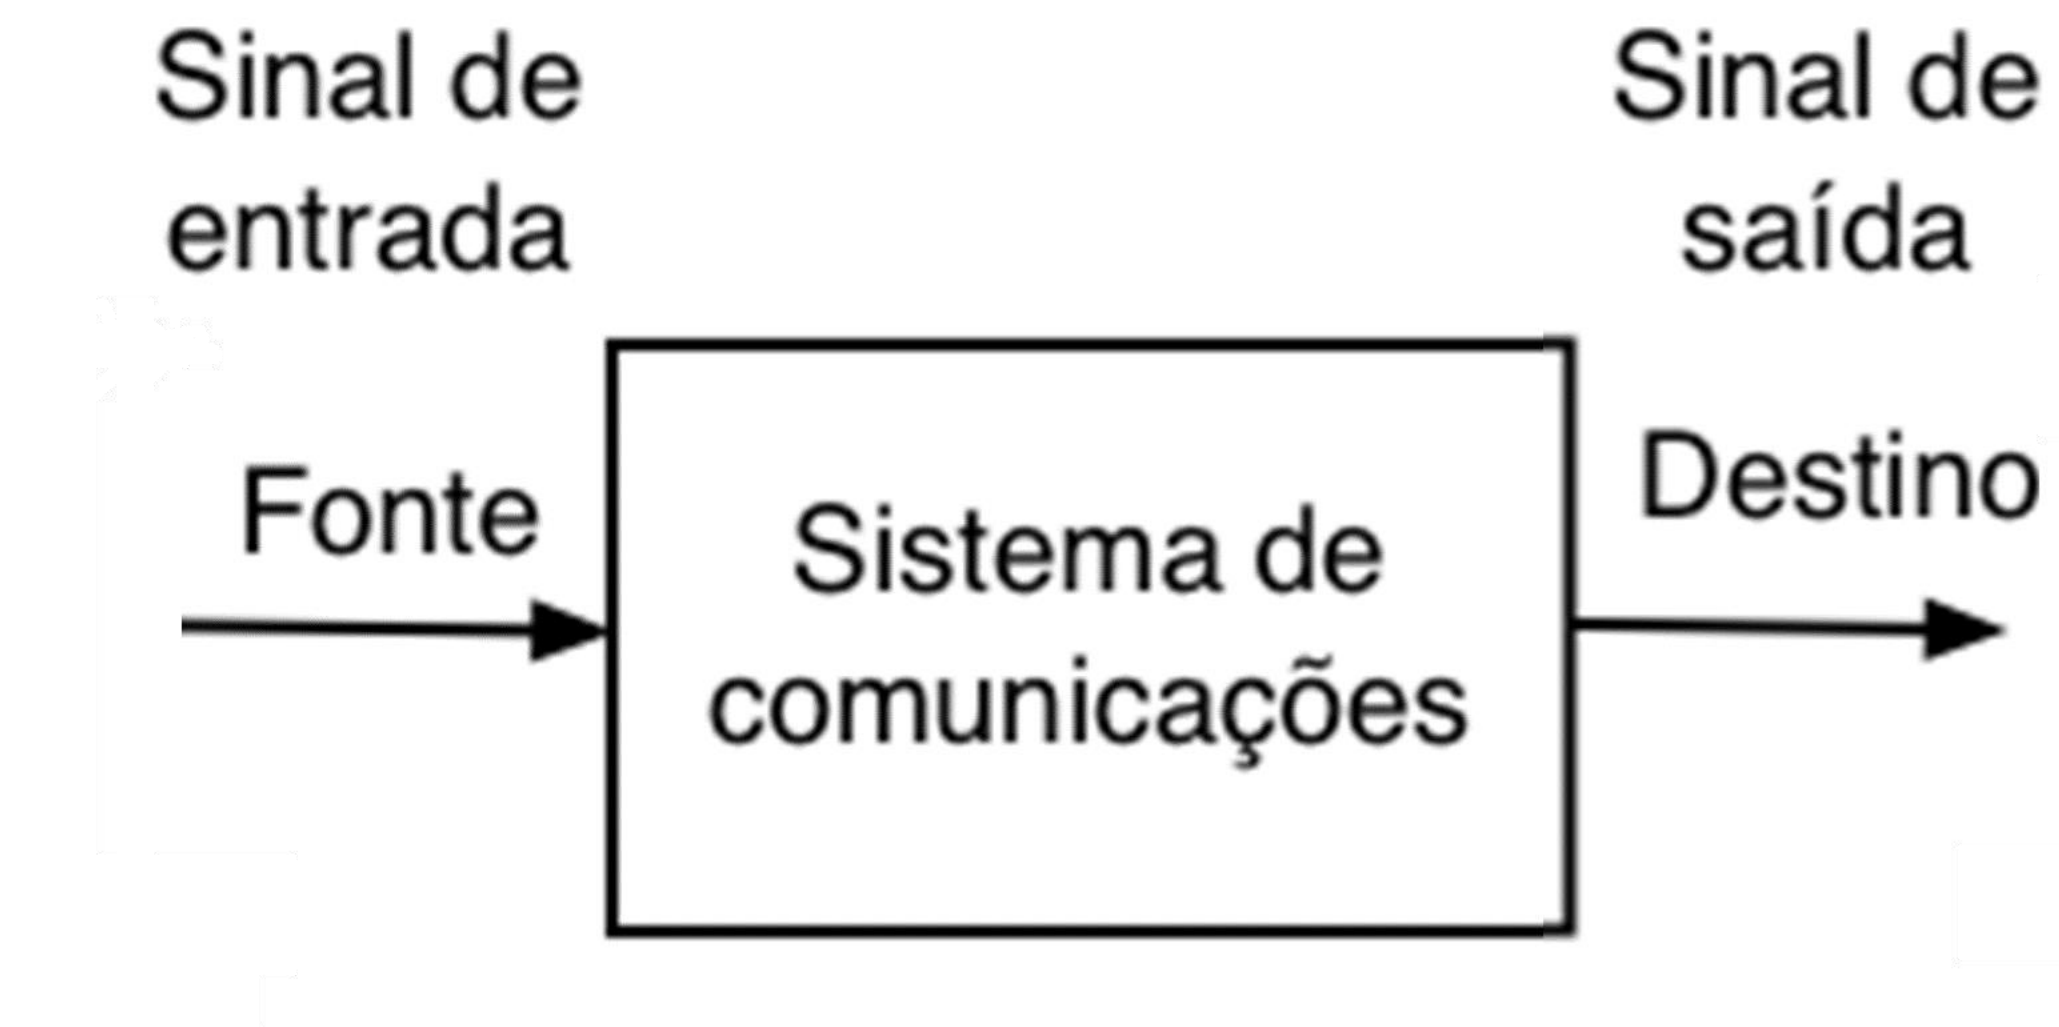 Sinal de
entrada
Sinal de
saída
Fonte
Destino
Sistema de
comunicações